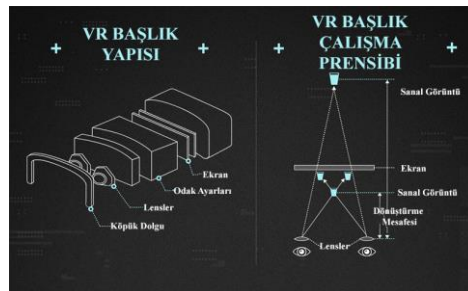 VR BAŞLIK
YAPISI
Ekran
Odak Ayarları
Lensler
Köpük Dolgu
VR BAŞLIK
ÇALIŞMA
PRENSİBİ
Sanal Görüntü
Ekran
Sanal Görüntü
Dönüştürme
Mesafesi
Lensler